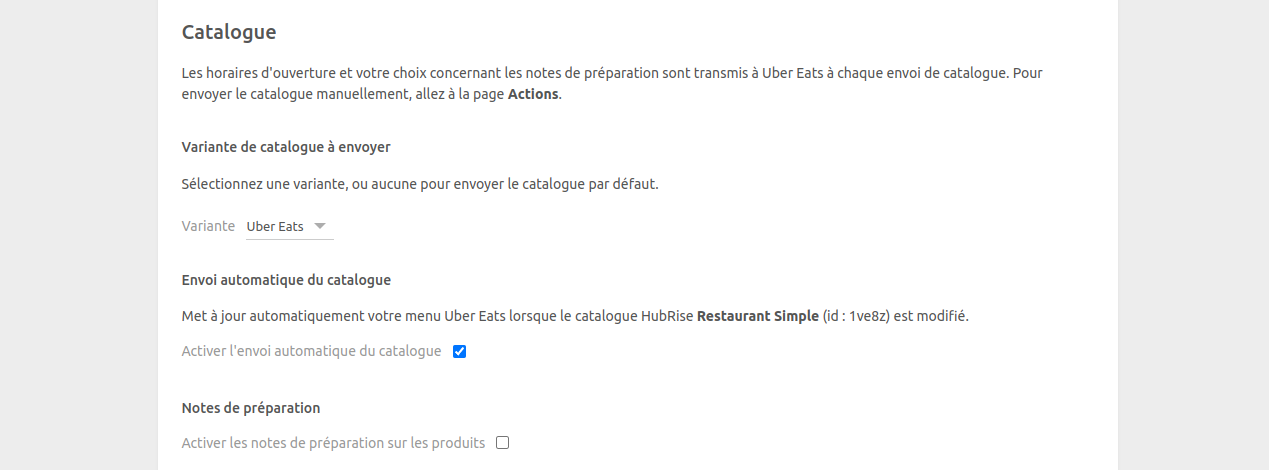 Catalogue
Les horaires d'ouverture et votre choix concernant les notes de préparation sont transmis à Uber Eats à chaque envoi de catalogue. Pour
envoyer le catalogue manuellement, allez à la page Actions.
Variante de catalogue à envoyer
Sélectionnez une variante, ou aucune pour envoyer le catalogue par défaut.
Variante Uber Eats
Envoi automatique du catalogue
Met à jour automatiquement votre menu Uber Eats lorsque le catalogue HubRise Restaurant Simple (id : 1ve8z) est modifié.
Activer l'envoi automatique du catalogue
Notes de préparation
Activer les notes de préparation sur les produits